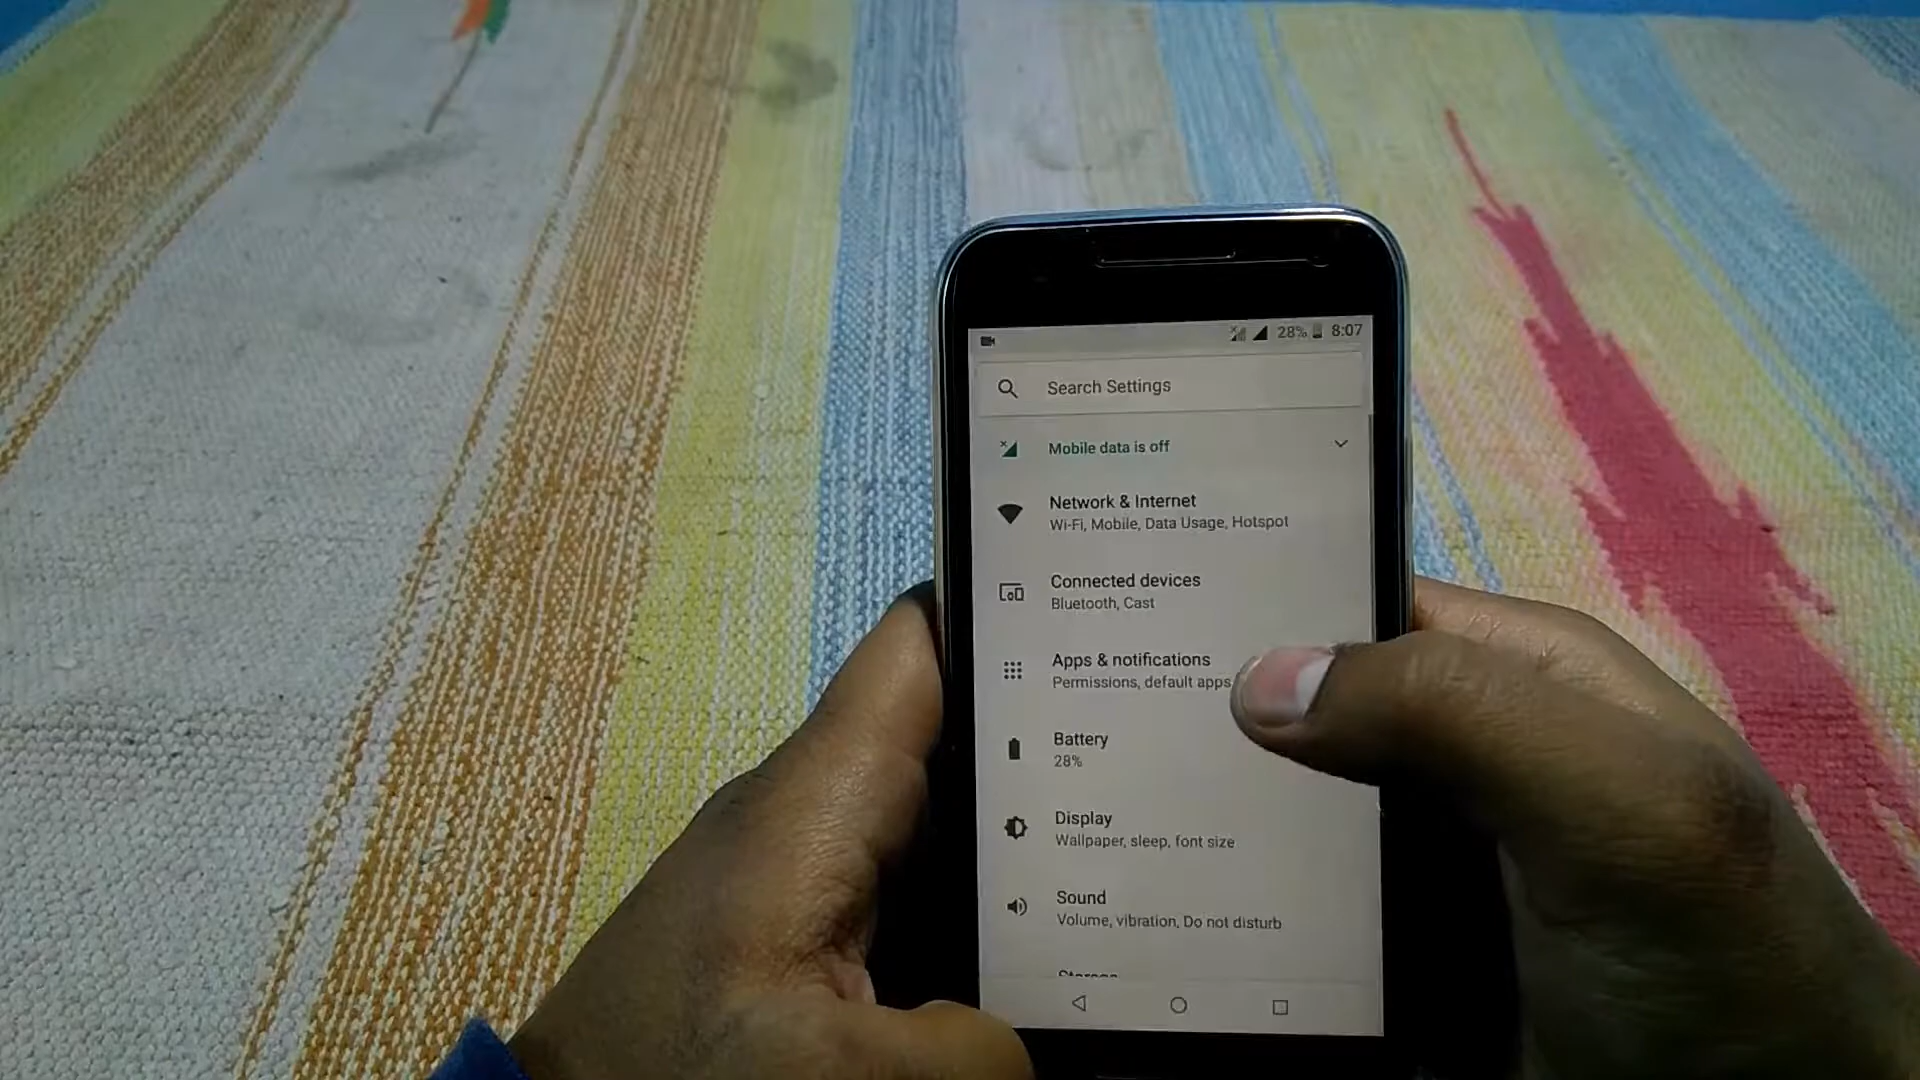 28% 8:07
Search Settings
Mobile data is off
Network & Internet
Wi-Fi, Mobile, Data Usage, Hotspot
Connected devices
Bluetooth, Cast
Apps & notifications
Permissions, default apps
Battery
28%
Display
Wallpaper, sleep, font size
Sound
Volume, vibration, Do not disturb